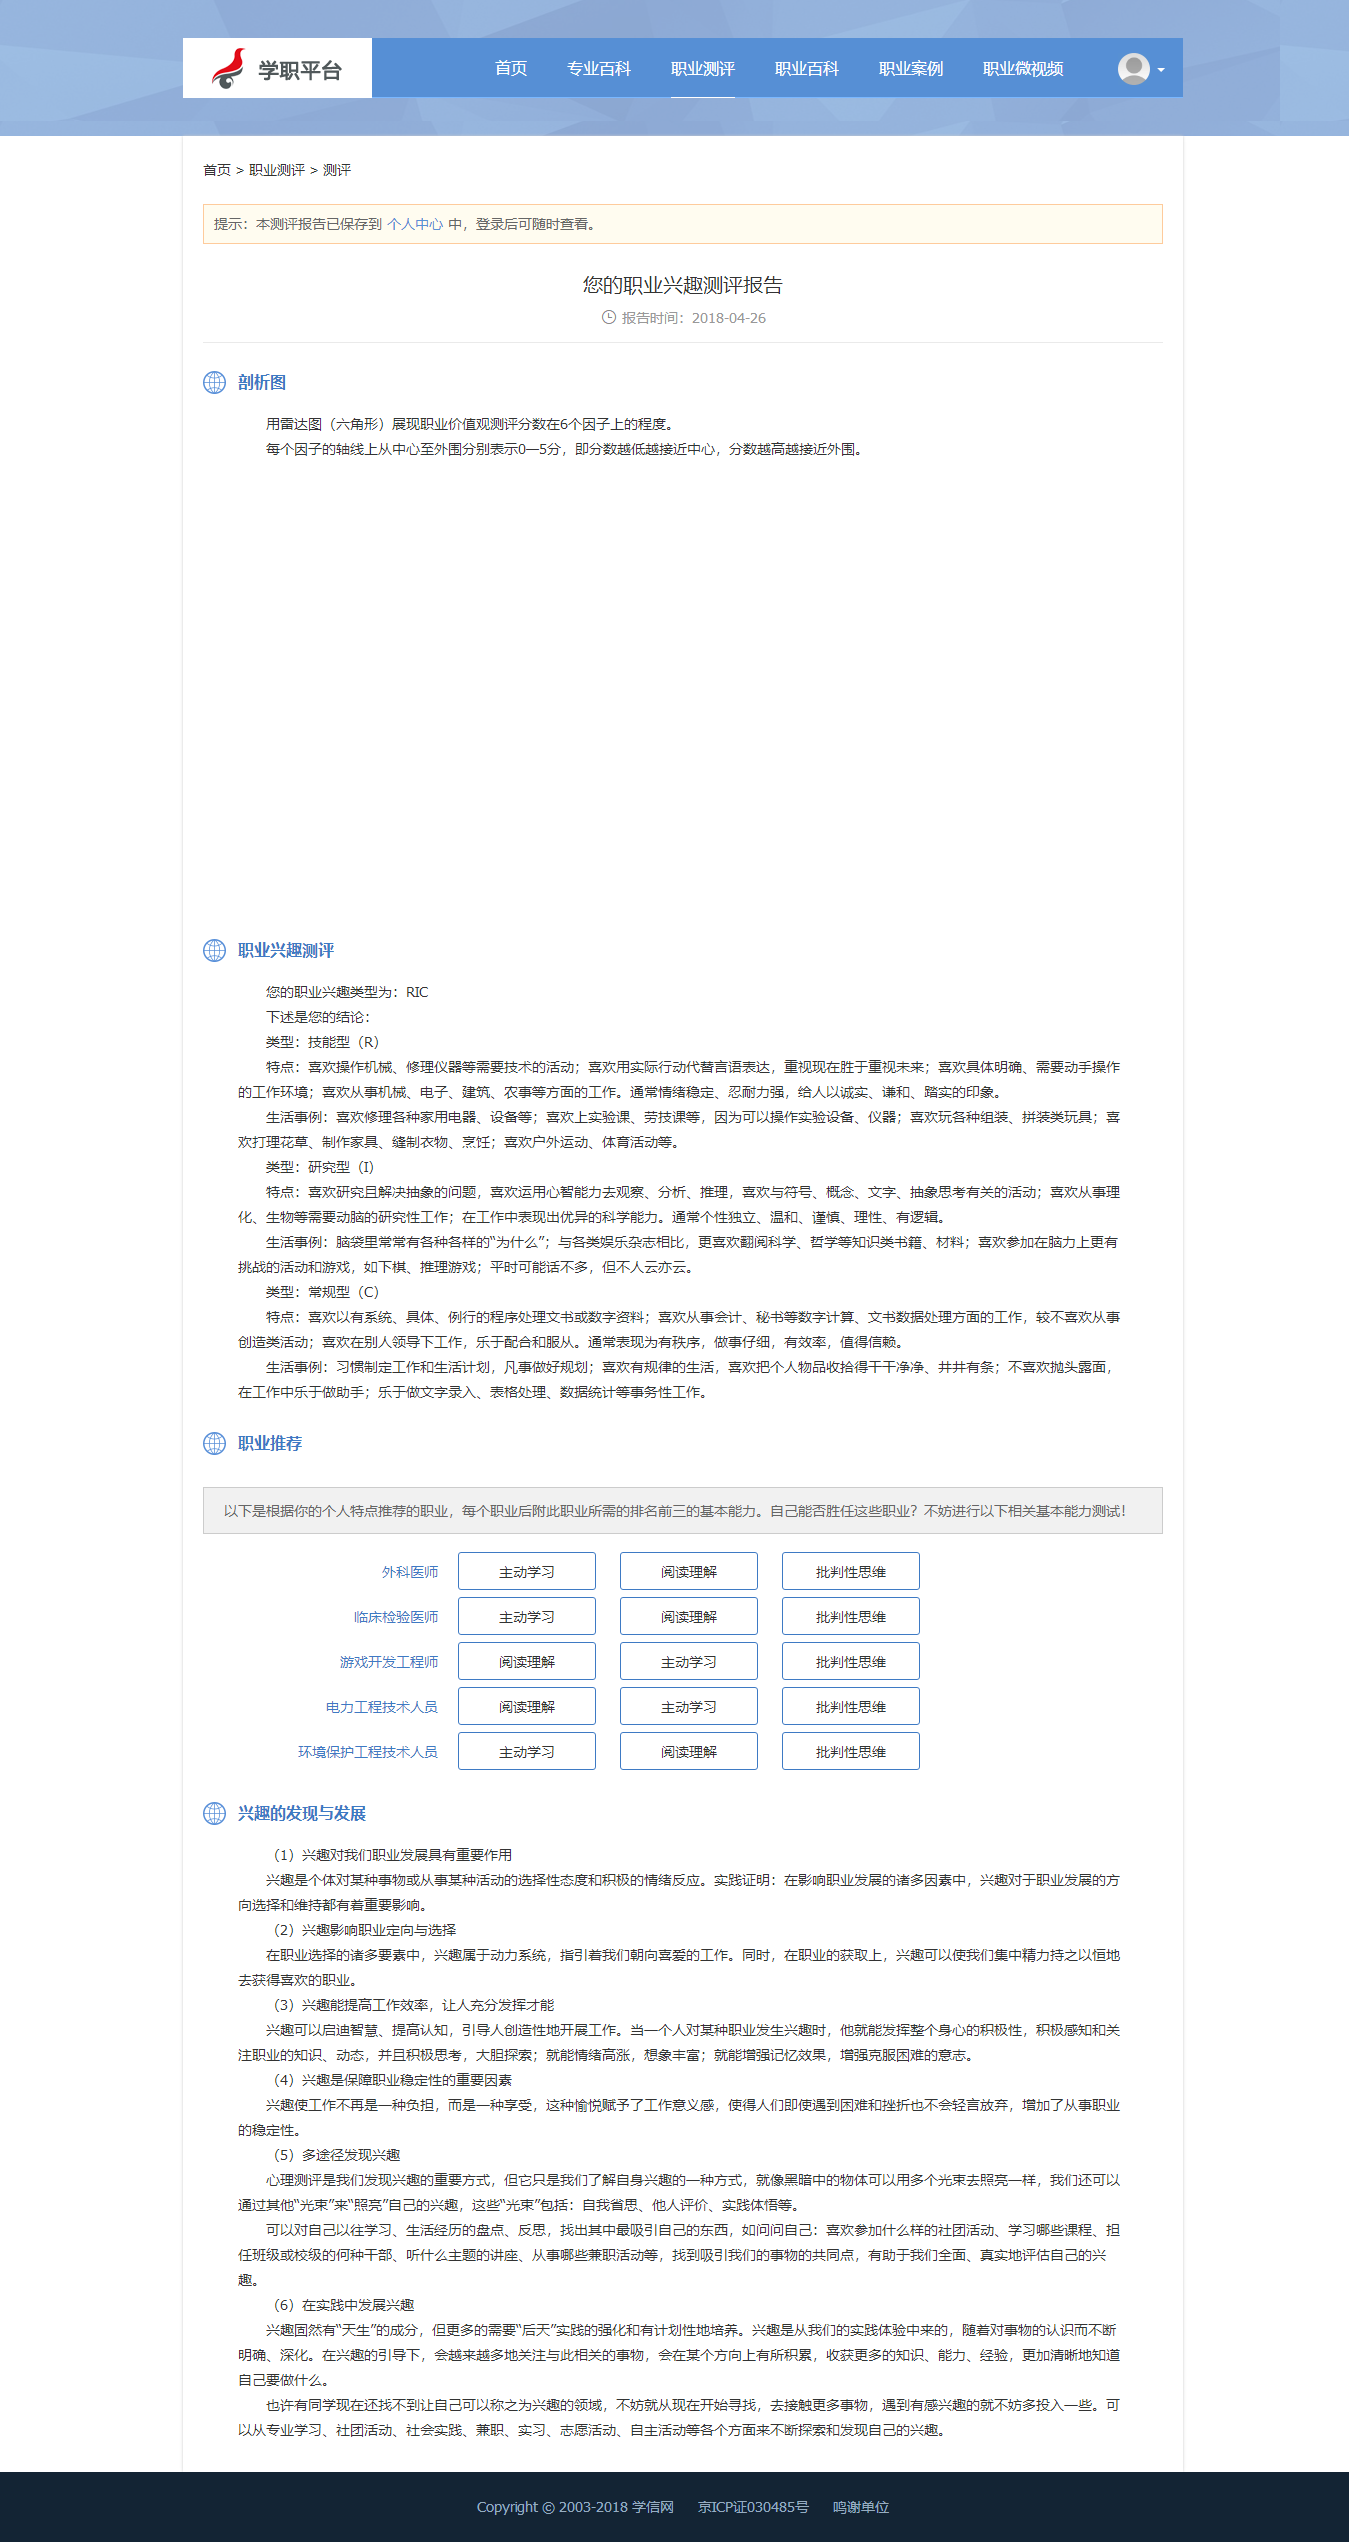 学职平台
首页 专业百科 职业测评 职业百科 职业案例 职业微视频
首页 > 职业测评 > 测评
提示：本测评报告已保存到 个人中心 中，登录后可随时查看。
您的职业兴趣测评报告
报告时间：2018-04-26
剖析图
用雷达图（六角形）展现职业价值观测评分数在6个因子上的程度。
每个因子的轴线上从中心至外围分别表示0—5分，即分数越低越接近中心，分数越高越接近外围。
职业兴趣测评
您的职业兴趣类型为：RIC
下述是您的结论：
类型：技能型（R）
特点：喜欢操作机械、修理仪器等需要技术的活动；喜欢用实际行动代替言语表达，重视现在胜于重视未来；喜欢具体明确、需要动手操作
的工作环境；喜欢从事机械、电子、建筑、农事等方面的工作。通常情绪稳定、忍耐力强，给人以诚实、谦和、踏实的印象。
生活事例：喜欢修理各种家用电器、设备等；喜欢上实验课、劳技课等，因为可以操作实验设备、仪器；喜欢玩各种组装、拼装类玩具；喜
欢打理花草、制作家具、缝制衣物、烹饪；喜欢户外运动、体育活动等。
类型：研究型（I）
特点：喜欢研究且解决抽象的问题，喜欢运用心智能力去观察、分析、推理，喜欢与符号、概念、文字、抽象思考有关的活动；喜欢从事理
化、生物等需要动脑的研究性工作；在工作中表现出优异的科学能力。通常个性独立、温和、谨慎、理性、有逻辑。
生活事例：脑袋里常常有各种各样的“为什么”；与各类娱乐杂志相比，更喜欢翻阅科学、哲学等知识类书籍、材料；喜欢参加在脑力上更有
挑战的活动和游戏，如下棋、推理游戏；平时可能话不多，但不人云亦云。
类型：常规型（C）
特点：喜欢以有系统、具体、例行的程序处理文书或数字资料；喜欢从事会计、秘书等数字计算、文书数据处理方面的工作，较不喜欢从事
创造类活动；喜欢在别人领导下工作，乐于配合和服从。通常表现为有秩序，做事仔细，有效率，值得信赖。
生活事例：习惯制定工作和生活计划，凡事做好规划；喜欢有规律的生活，喜欢把个人物品收拾得干干净净、井井有条；不喜欢抛头露面，
在工作中乐于做助手；乐于做文字录入、表格处理、数据统计等事务性工作。
职业推荐
以下是根据你的个人特点推荐的职业，每个职业后附此职业所需的排名前三的基本能力。自己能否胜任这些职业？不妨进行以下相关基本能力测试！
外科医师 主动学习 阅读理解 批判性思维
临床检验医师 主动学习 阅读理解 批判性思维
游戏开发工程师 阅读理解 主动学习 批判性思维
电力工程技术人员 阅读理解 主动学习 批判性思维
环境保护工程技术人员 主动学习 阅读理解 批判性思维
兴趣的发现与发展
（1）兴趣对我们职业发展具有重要作用
兴趣是个体对某种事物或从事某种活动的选择性态度和积极的情绪反应。实践证明：在影响职业发展的诸多因素中，兴趣对于职业发展的方
向选择和维持都有着重要影响。
（2）兴趣影响职业定向与选择
在职业选择的诸多要素中，兴趣属于动力系统，指引着我们朝向喜爱的工作。同时，在职业的获取上，兴趣可以使我们集中精力持之以恒地
去获得喜欢的职业。
（3）兴趣能提高工作效率，让人充分发挥才能
兴趣可以启迪智慧、提高认知，引导人创造性地开展工作。当一个人对某种职业发生兴趣时，他就能发挥整个身心的积极性，积极感知和关
注职业的知识、动态，并且积极思考，大胆探索；就能情绪高涨，想象丰富；就能增强记忆效果，增强克服困难的意志。
（4）兴趣是保障职业稳定性的重要因素
兴趣使工作不再是一种负担，而是一种享受，这种愉悦赋予了工作意义感，使得人们即使遇到困难和挫折也不会轻言放弃，增加了从事职业
的稳定性。
（5）多途径发现兴趣
心理测评是我们发现兴趣的重要方式，但它只是我们了解自身兴趣的一种方式，就像黑暗中的物体可以用多个光束去照亮一样，我们还可以
通过其他“光束”来“照亮”自己的兴趣，这些“光束”包括：自我省思、他人评价、实践体悟等。
可以对自己以往学习、生活经历的盘点、反思，找出其中最吸引自己的东西，如问问自己：喜欢参加什么样的社团活动、学习哪些课程、担
任班级或校级的何种干部、听什么主题的讲座、从事哪些兼职活动等，找到吸引我们的事物的共同点，有助于我们全面、真实地评估自己的兴
趣。
（6）在实践中发展兴趣
兴趣固然有“天生”的成分，但更多的需要“后天”实践的强化和有计划性地培养。兴趣是从我们的实践体验中来的，随着对事物的认识而不断
明确、深化。在兴趣的引导下，会越来越多地关注与此相关的事物，会在某个方向上有所积累，收获更多的知识、能力、经验，更加清晰地知道
自己要做什么。
也许有同学现在还找不到让自己可以称之为兴趣的领域，不妨就从现在开始寻找，去接触更多事物，遇到有感兴趣的就不妨多投入一些。可
以从专业学习、社团活动、社会实践、兼职、实习、志愿活动、自主活动等各个方面来不断探索和发现自己的兴趣。
Copyright © 2003-2018 学信网 京ICP证030485号 鸣谢单位